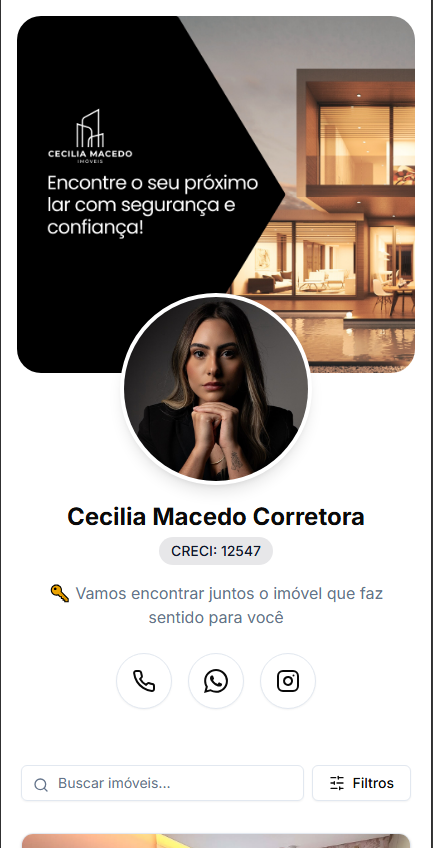 CECILIA MACEDO
IMÓVEIS
Encontre o seu próximo
lar com segurança e
confiança!
Cecilia Macedo Corretora
CRECI: 12547
🔑 Vamos encontrar juntos o imóvel que faz
sentido para você
Buscar imóveis...
Filtros